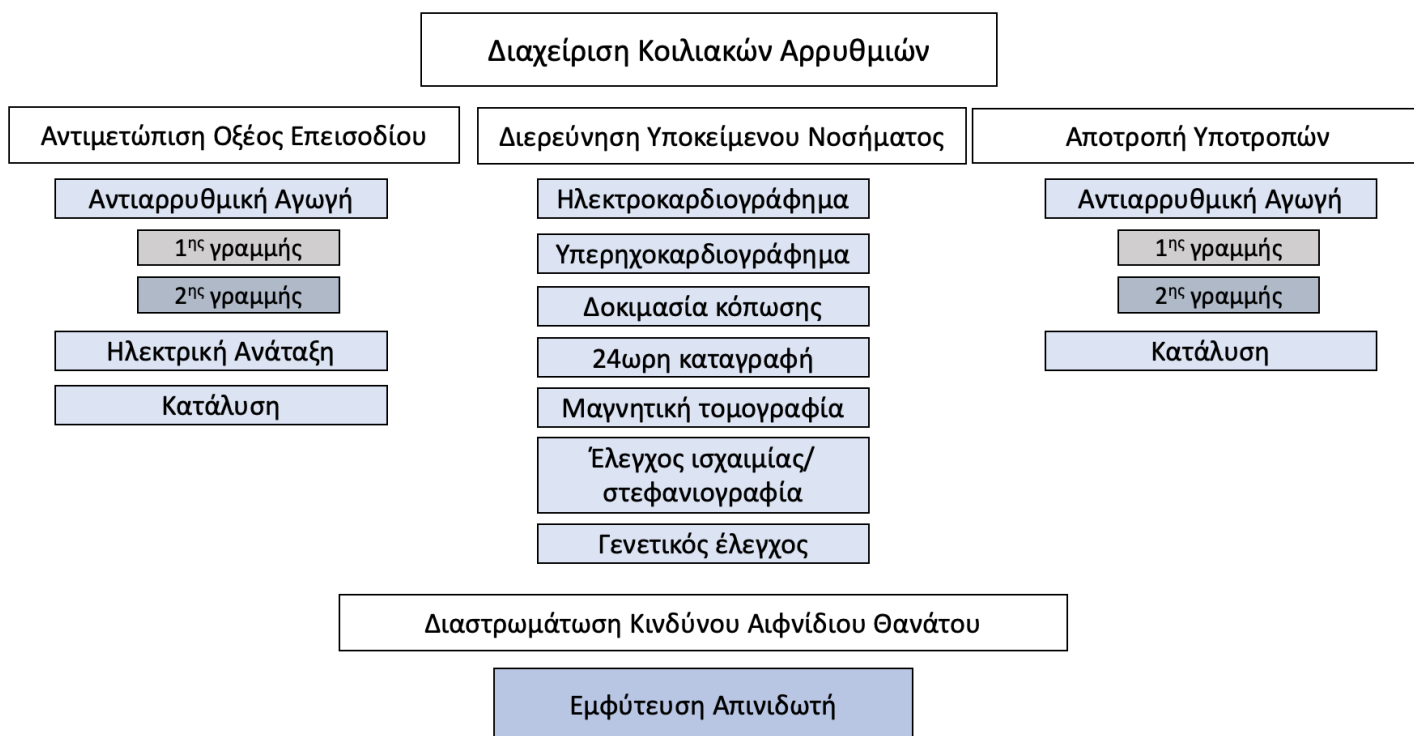 Διαχείριση Κοιλιακών Αρρυθμιών
Αντιμετώπιση Οξέος Επεισοδίου
Αντιαρρυθμική Αγωγή
1ης γραμμής
2ης γραμμής
Ηλεκτρική Ανάταξη
Κατάλυση
Διερεύνηση Υποκείμενου Νοσήματος
Ηλεκτροκαρδιογράφημα
Υπερηχοκαρδιογράφημα
Δοκιμασία κόπωσης
24ωρη καταγραφή
Μαγνητική τομογραφία
Έλεγχος ισχαιμίας/
στεφανιογραφία
Γενετικός έλεγχος
Αποτροπή Υποτροπών
Αντιαρρυθμική Αγωγή
1ης γραμμής
2ης γραμμής
Κατάλυση
Διαστρωμάτωση Κινδύνου Αιφνίδιου Θανάτου
Εμφύτευση Απινιδωτή